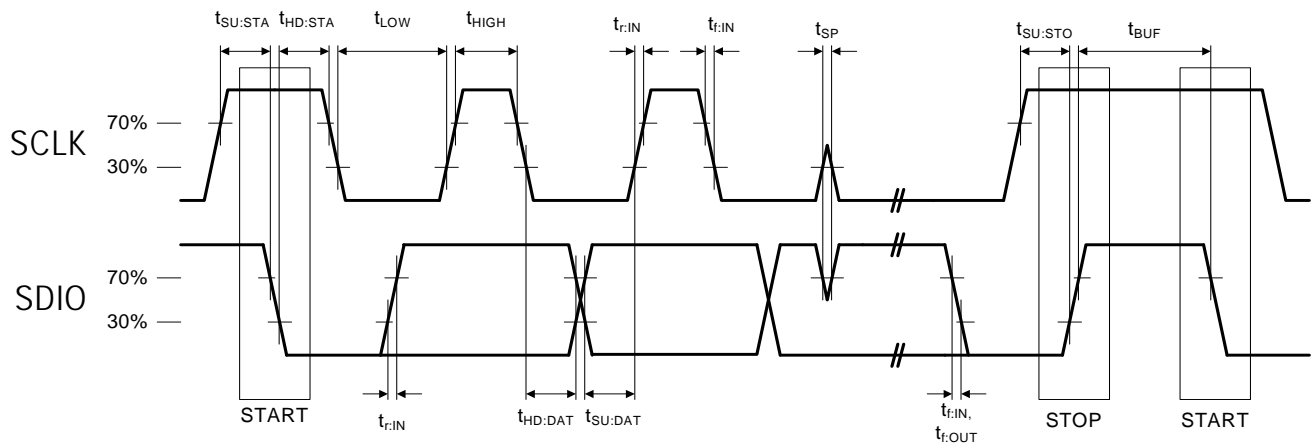 tSU:STA tHD:STA tLOW tHIGH tr:IN tf:IN tSP tSU:STO tBUF
SCLK
70%
30%
SDIO
70%
30%
START
tr:IN
tHD:DAT tSU:DAT
tf:IN,
tf:OUT
STOP
START